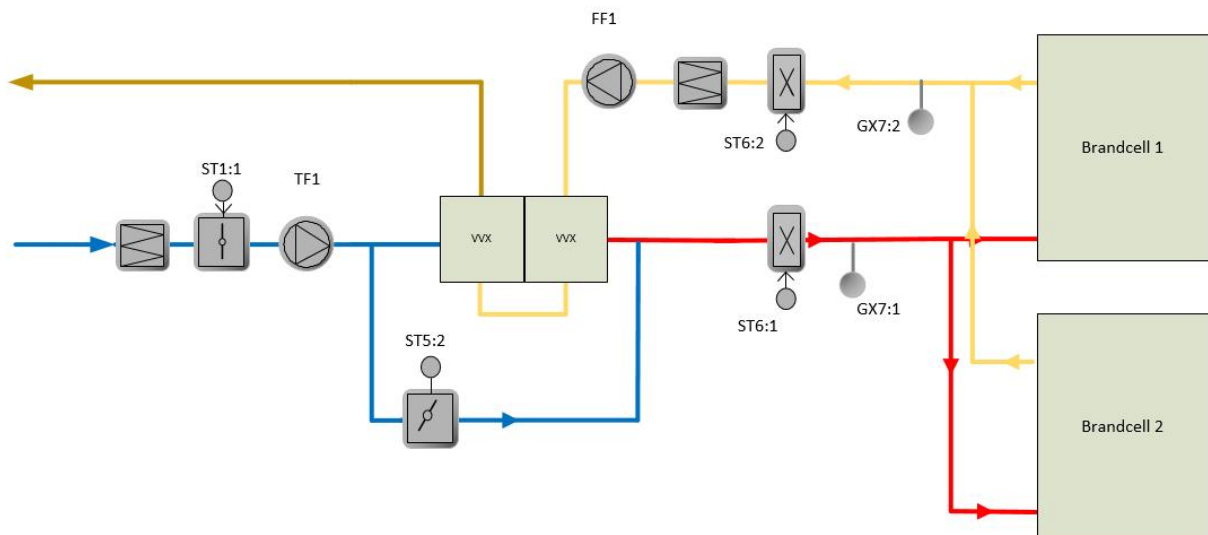 FF1
ST6:2
GX7:2
Brandcell 1
ST1:1
TF1
VVX
VVX
ST6:1
GX7:1
ST5:2
Brandcell 2